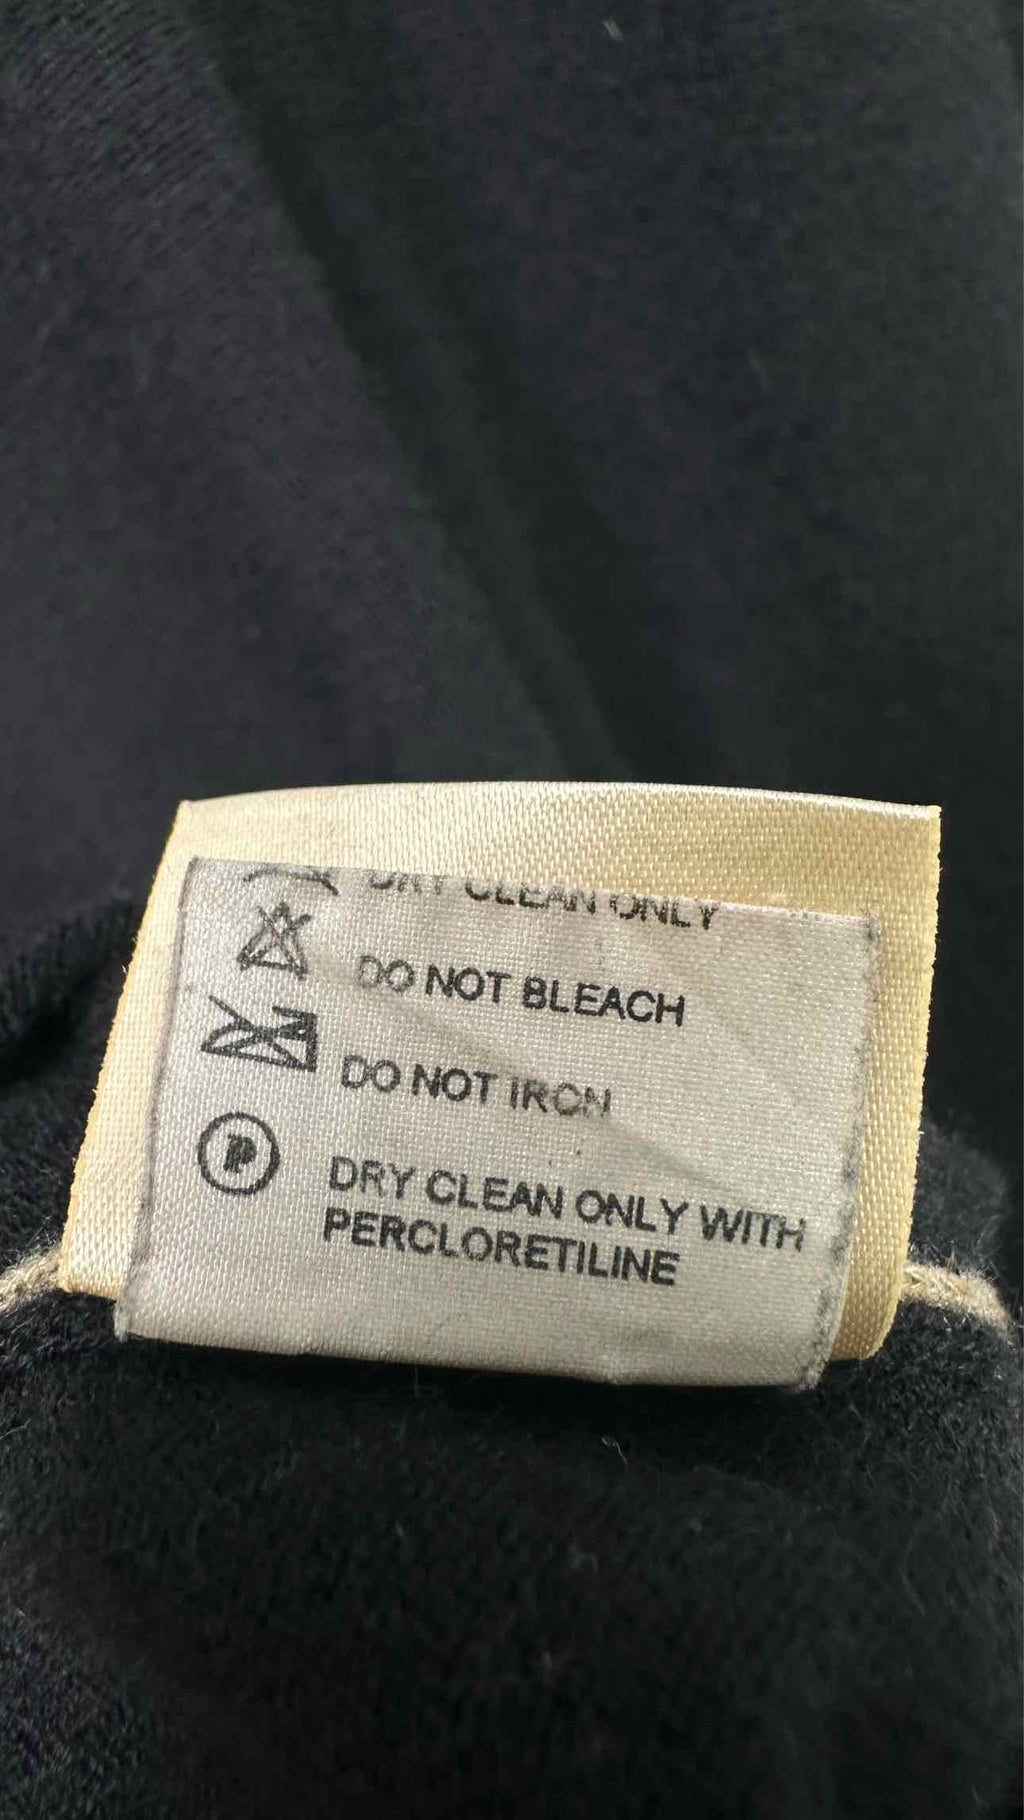 DRY CLEAN ONLY
DO NOT BLEACH
DO NOT IRON
P
DRY CLEAN ONLY WITH
PERCLORETILINE